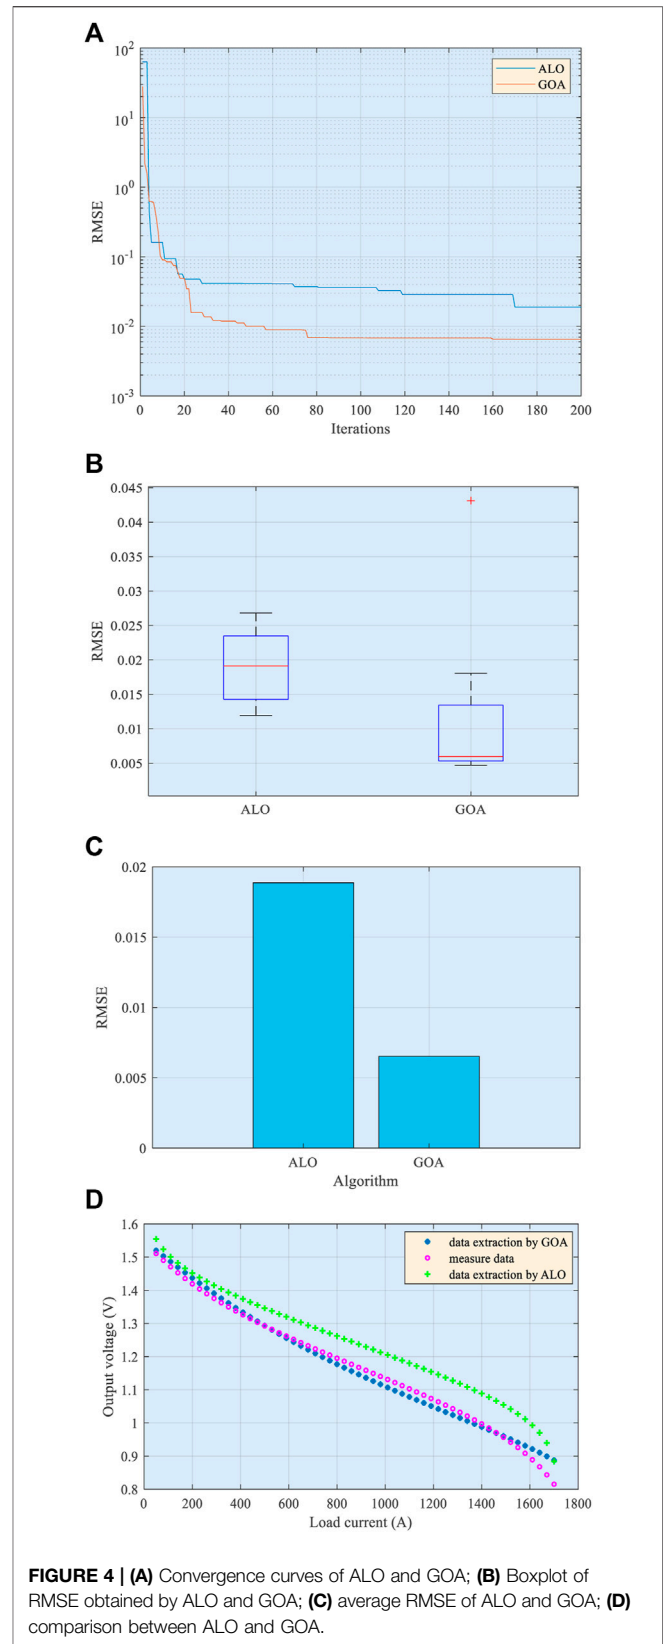 A
10^2
10^1
10^0
10^-1
10^-2
10^-3
RMSE
ALO
GOA
0 20 40 60 80 100 120 140 160 180 200
Iterations
B
0.045
0.04
0.035
0.03
0.025
0.02
0.015
0.01
0.005
RMSE
ALO GOA
C
0.02
0.015
0.01
0.005
0
RMSE
ALO GOA
Algorithm
D
1.6
1.5
1.4
1.3
1.2
1.1
1
0.9
0.8
Output voltage (V)
data extraction by GOA
measure data
data extraction by ALO
0 200 400 600 800 1000 1200 1400 1600 1800
Load current (A)
FIGURE 4 | (A) Convergence curves of ALO and GOA; (B) Boxplot of
RMSE obtained by ALO and GOA; (C) average RMSE of ALO and GOA; (D)
comparison between ALO and GOA.